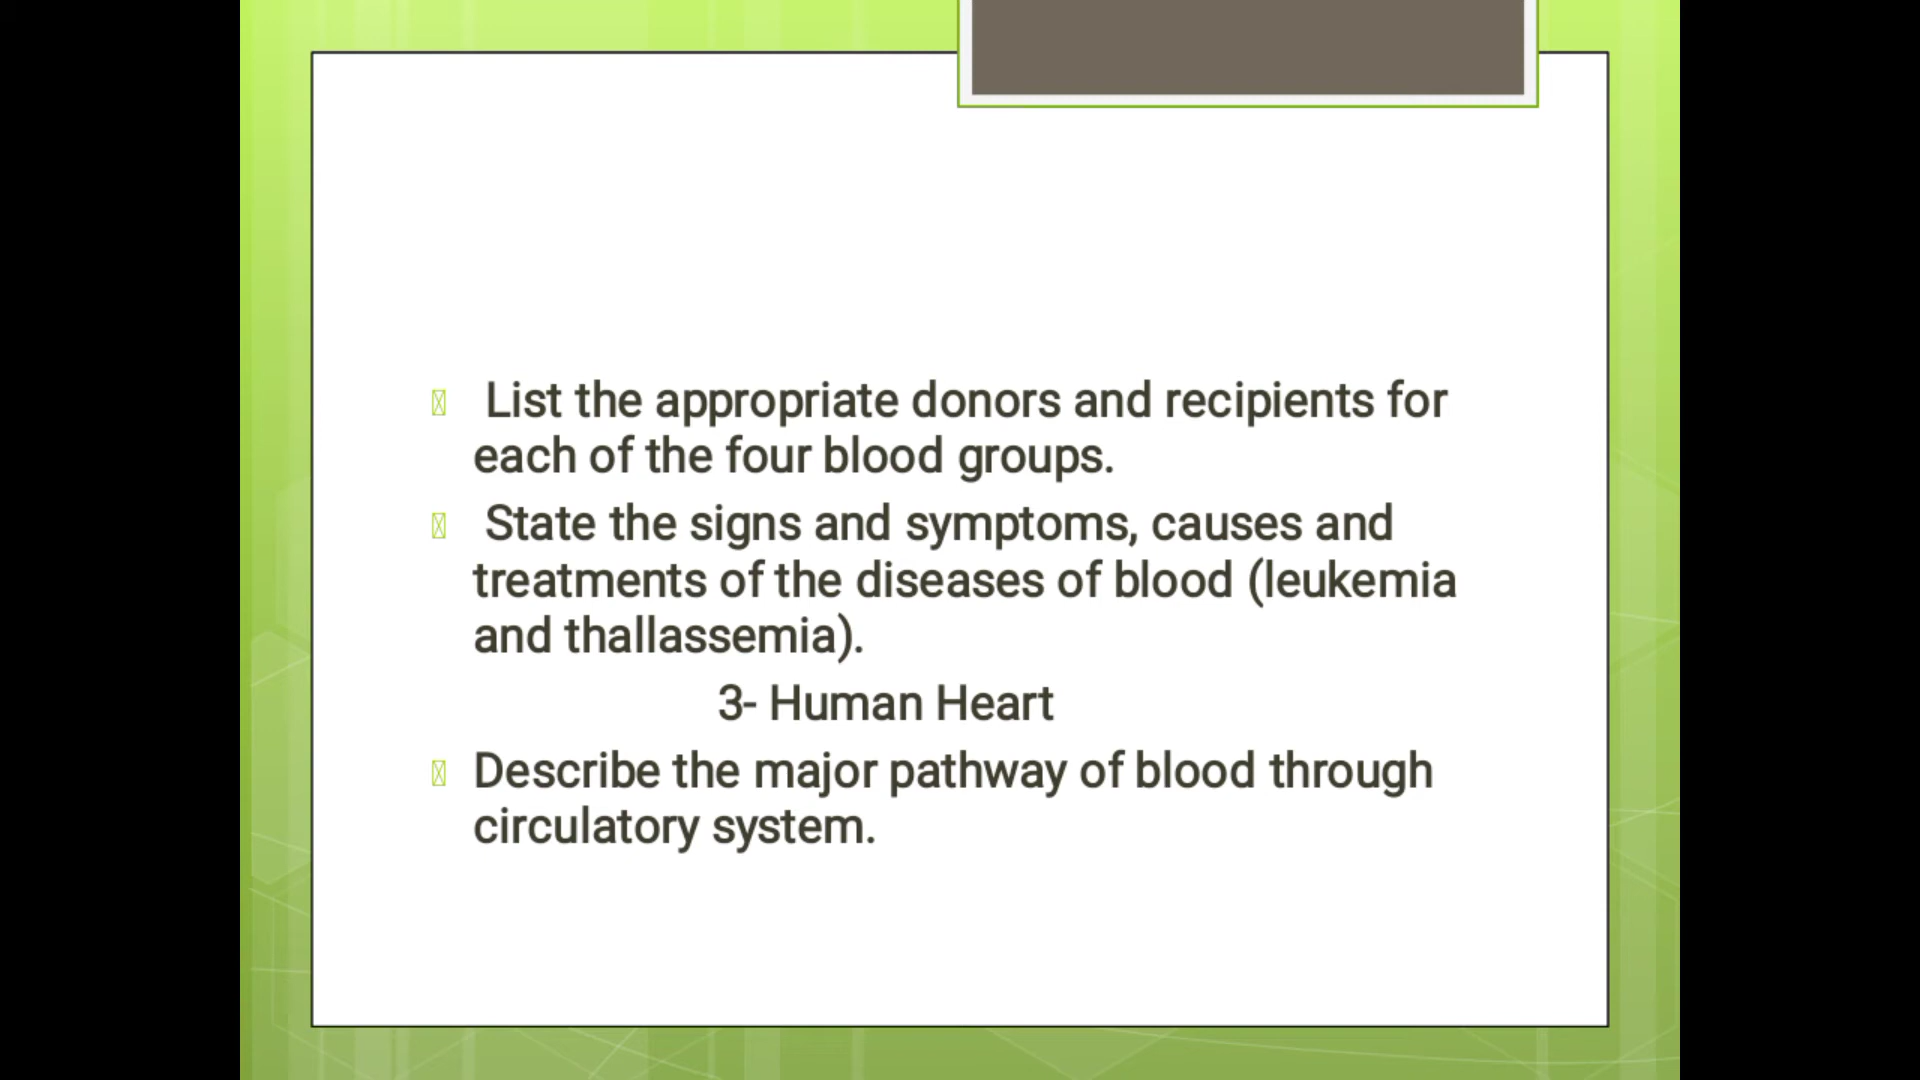 List the appropriate donors and recipients for
each of the four blood groups.
State the signs and symptoms, causes and
treatments of the diseases of blood (leukemia
and thallassemia).
3- Human Heart
Describe the major pathway of blood through
circulatory system.